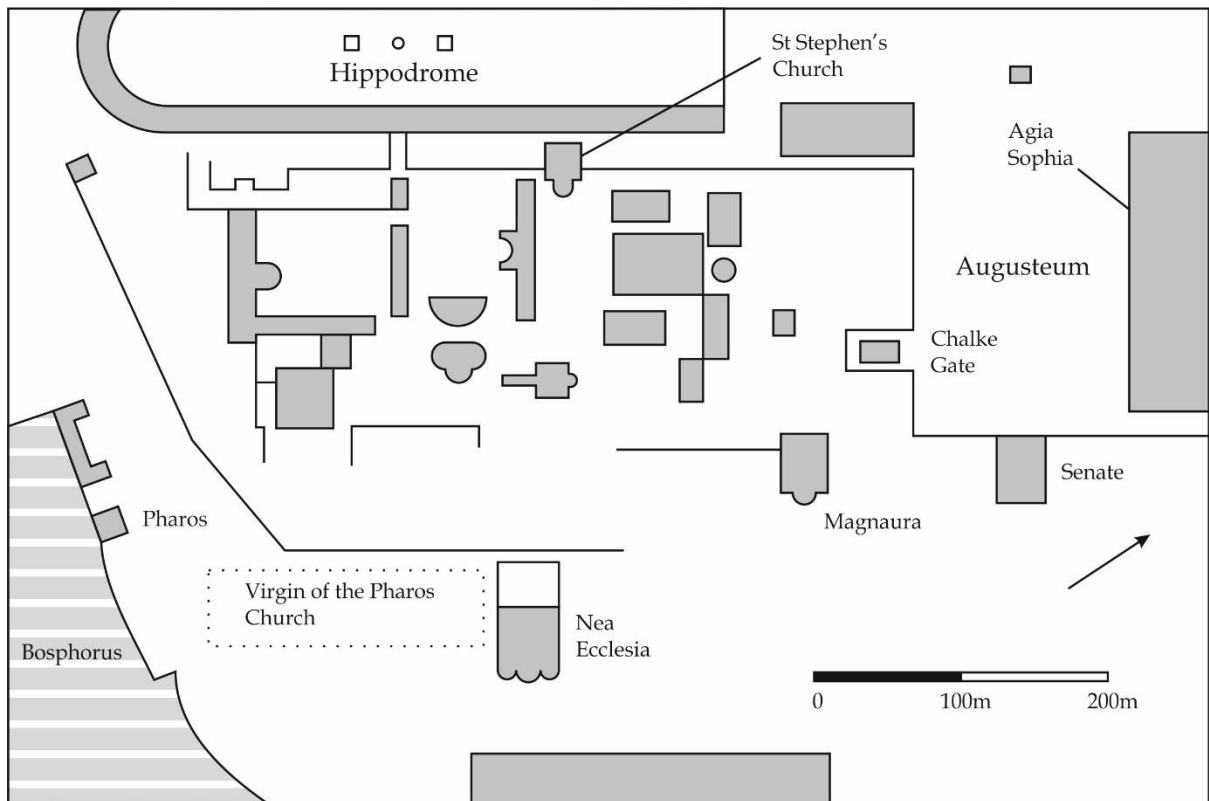 St Stephen's
Church
Hippodrome
Agia
Sophia
Augusteum
Chalke
Gate
Senate
Pharos
Magnaura
Virgin of the Pharos
Church
Nea
Ecclesia
Bosphorus
0
100m
200m